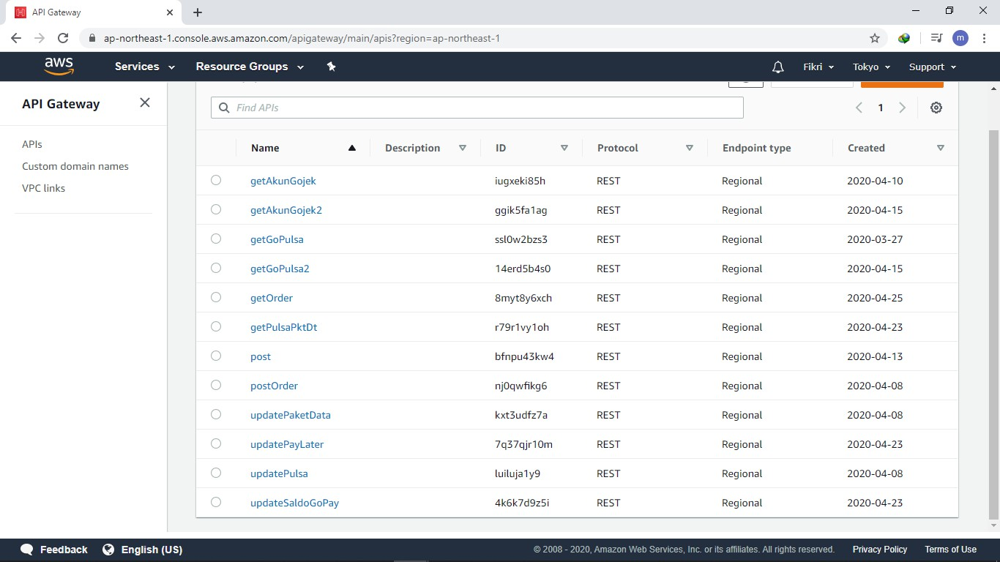 API Gateway
ap-northeast-1.console.aws.amazon.com/apigateway/main/apis?region=ap-northeast-1
m
aws Services Resource Groups Fikri Tokyo Support
API Gateway
APIs
Custom domain names
VPC links
Find APIs
1
Name Description ID Protocol Endpoint type Created
getAkunGojek iugxeki85h REST Regional 2020-04-10
getAkunGojek2 ggik5fa1ag REST Regional 2020-04-15
getGoPulsa ssl0w2bzs3 REST Regional 2020-03-27
getGoPulsa2 14erd5b4s0 REST Regional 2020-04-15
getOrder 8myt8y6xch REST Regional 2020-04-25
getPulsaPktDt r79r1vy1oh REST Regional 2020-04-23
post bfnpu43kw4 REST Regional 2020-04-13
postOrder nj0qwfikg6 REST Regional 2020-04-08
updatePaketData kxt3udfz7a REST Regional 2020-04-08
updatePayLater 7q37qjr10m REST Regional 2020-04-23
updatePulsa luiluja1y9 REST Regional 2020-04-08
updateSaldoGoPay 4k6k7d9z5i REST Regional 2020-04-23
Feedback English (US) © 2008 - 2020, Amazon Web Services, Inc. or its affiliates. All rights reserved. Privacy Policy Terms of Use